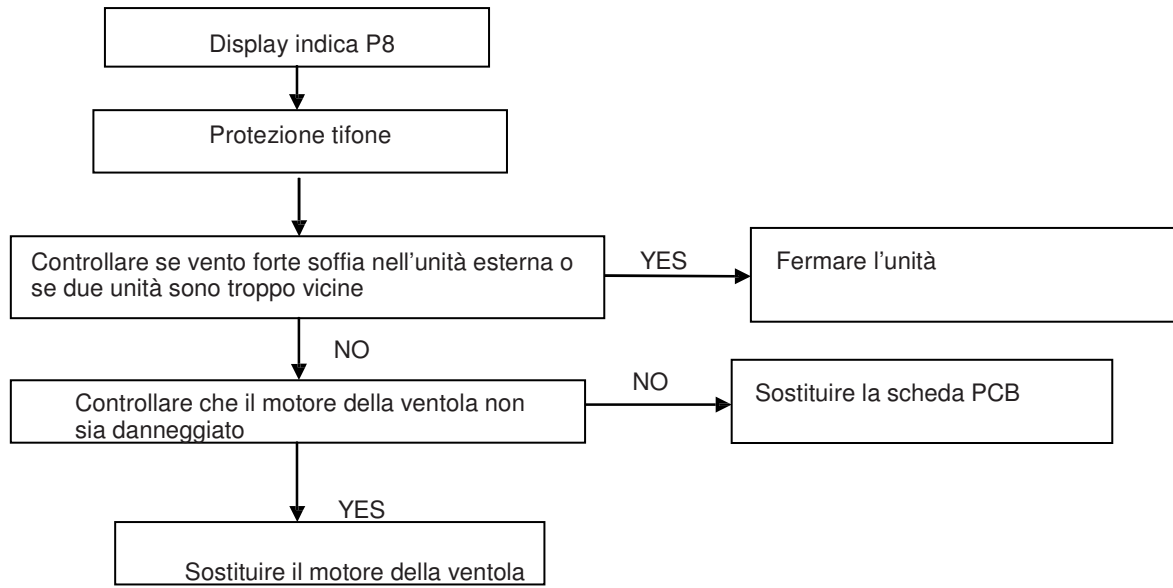 Display indica P8
Protezione tifone
Controllare se vento forte soffia nell'unità esterna o
se due unità sono troppo vicine
YES
Fermare l'unità
NO
Controllare che il motore della ventola non
sia danneggiato
NO
Sostituire la scheda PCB
YES
Sostituire il motore della ventola